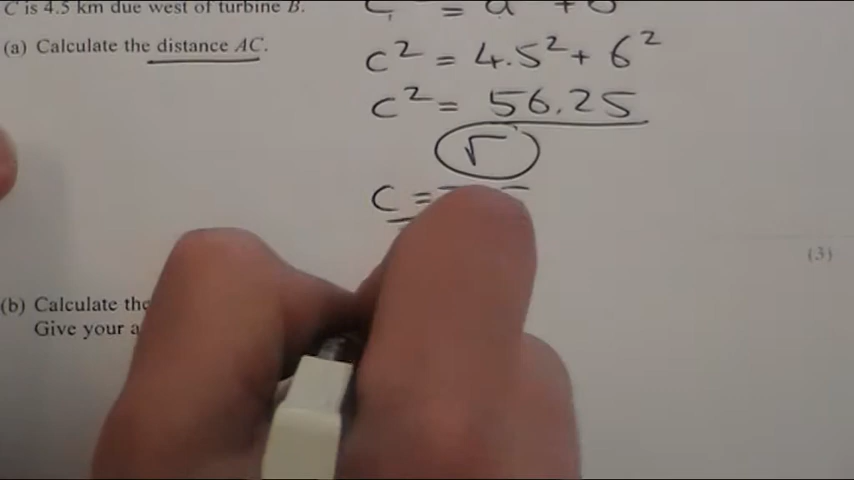 C is 4.5 km due west of turbine B.
(a) Calculate the distance AC.
c² = 4.5² + 6²
c² = 56.25
√
c =
(3)
(b) Calculate the
Give your a